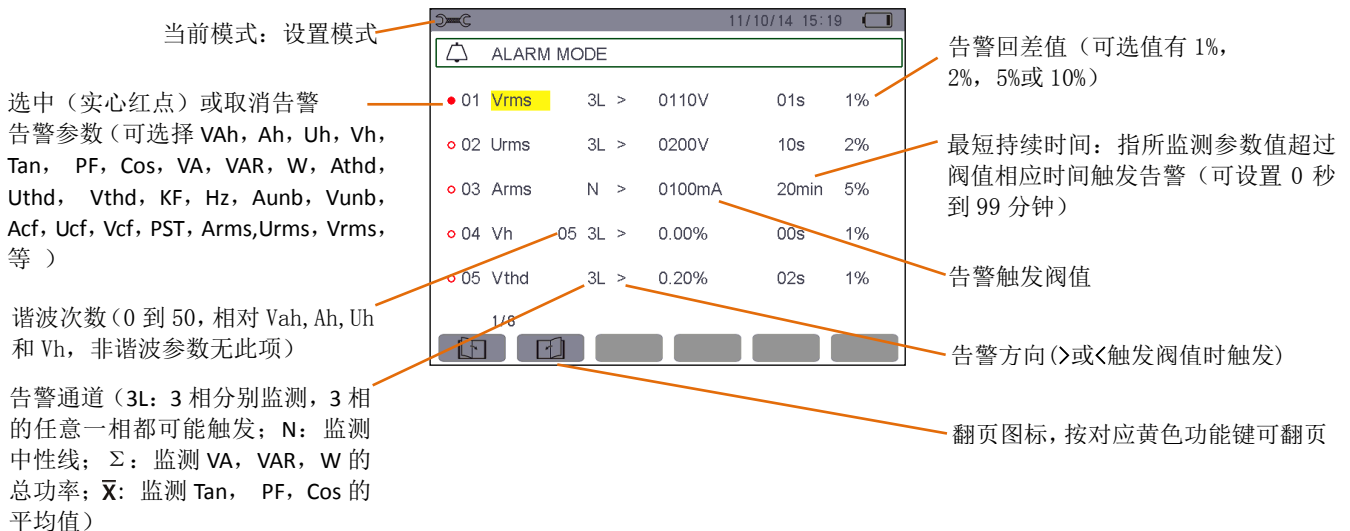 当前模式：设置模式
选中（实心红点）或取消告警
告警参数（可选择 VAh，Ah，Uh，Vh，
Tan， PF，Cos，VA，VAR，W，Athd，
Uthd， Vthd，KF，Hz，Aunb，Vunb，
Acf，Ucf，Vcf，PST，Arms,Urms，Vrms，
等 ）
谐波次数（0 到 50，相对 Vah,Ah,Uh
和 Vh，非谐波参数无此项）
告警通道（3L：3 相分别监测，3 相
的任意一相都可能触发；N：监测
中性线；Σ：监测 VA，VAR，W 的
总功率；X̅：监测 Tan， PF，Cos 的
平均值）
11/10/14 15:19
ALARM MODE
01 Vrms 3L > 0110V 01s 1%
02 Urms 3L > 0200V 10s 2%
03 Arms N > 0100mA 20min 5%
04 Vh 05 3L > 0.00% 00s 1%
05 Vthd 3L > 0.20% 02s 1%
1/8
告警回差值（可选值有 1%，
2%，5%或 10%）
最短持续时间：指所监测参数值超过
阀值相应时间触发告警（可设置 0 秒
到 99 分钟）
告警触发阀值
告警方向(>或<触发阀值时触发)
翻页图标，按对应黄色功能键可翻页